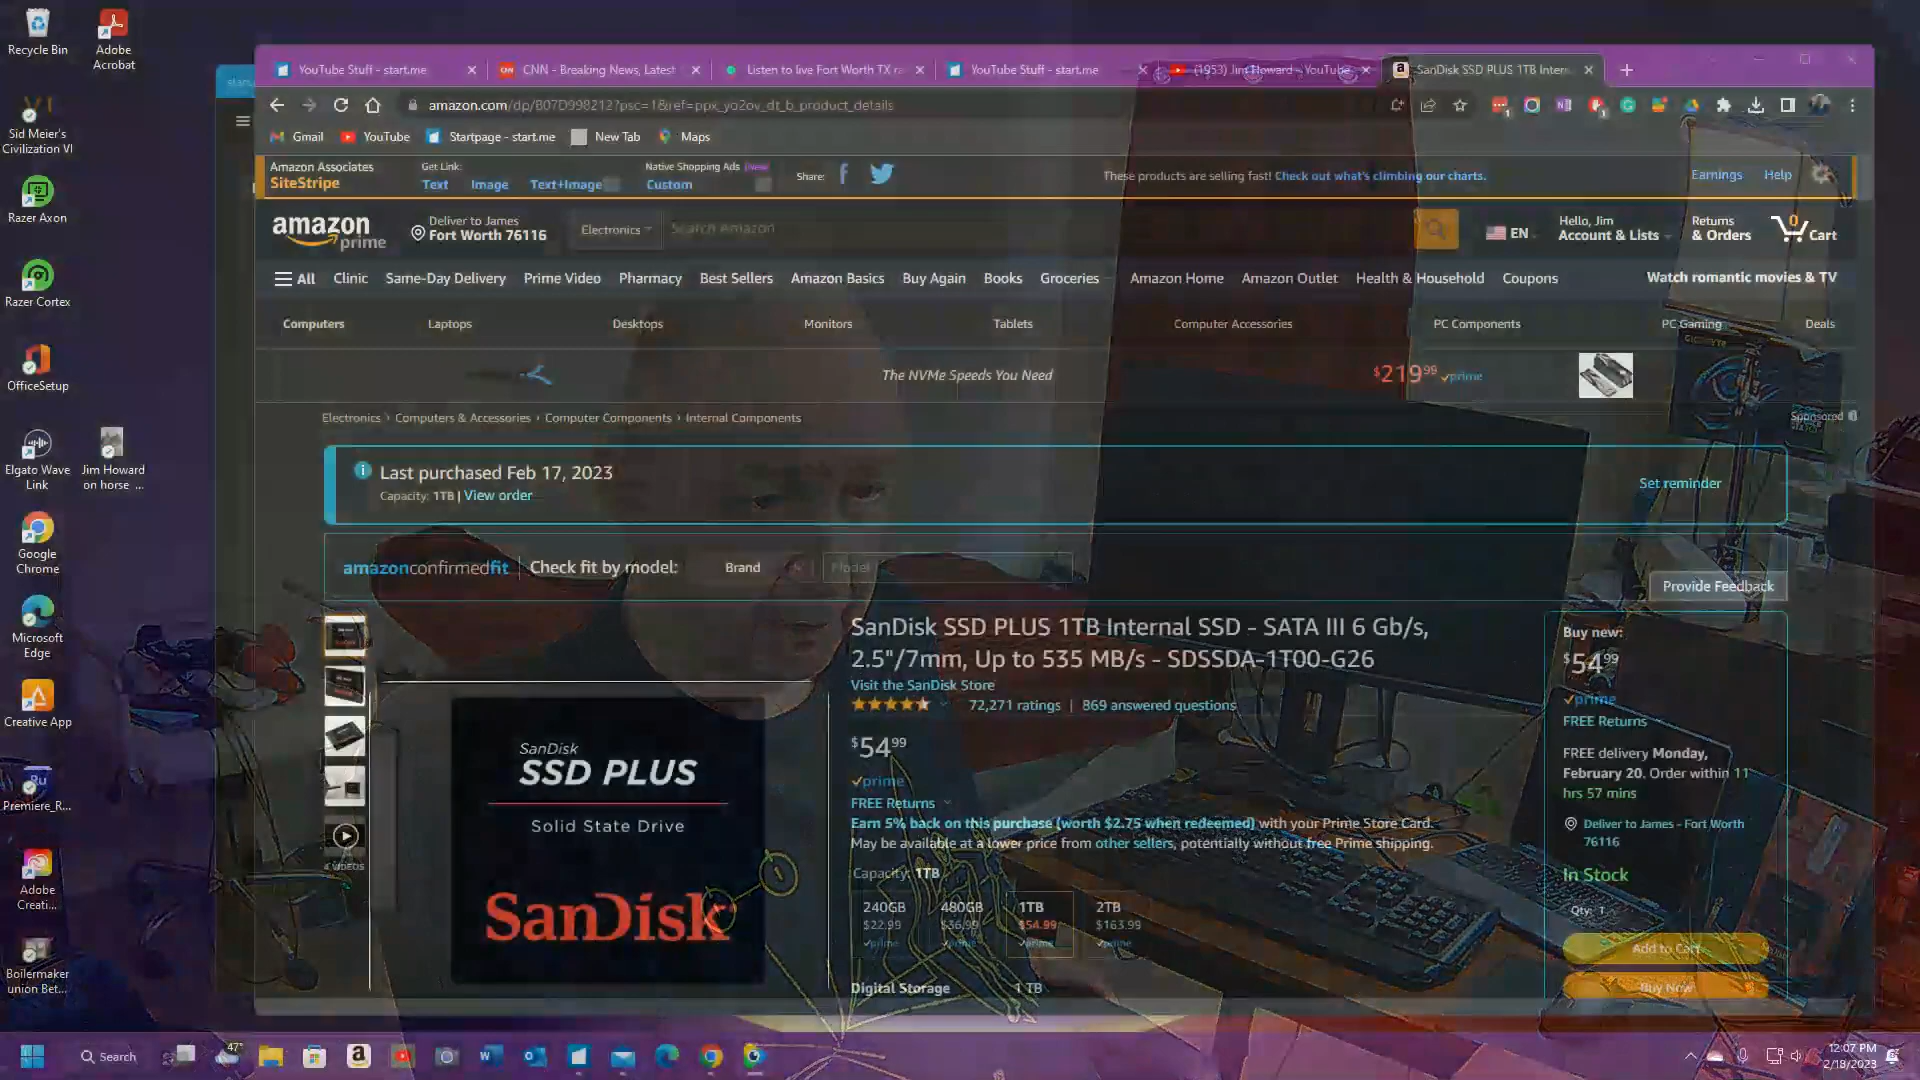 Recycle Bin
Adobe Acrobat
Sid Meier's Civilization VI
Razer Axon
Razer Cortex
OfficeSetup
Elgato Wave Link
Jim Howard on horse ...
Google Chrome
Microsoft Edge
Creative App
Premiere_R...
Adobe Creati...
Boilermaker union Bet...
YouTube Stuff - start.me
CNN - Breaking News, Latest
Listen to live Fort Worth TX ra
YouTube Stuff - start.me
(1953) Jim Howard - YouTube
SanDisk SSD PLUS 1TB Intern
amazon.com/dp/B07D998212?psc=1&ref=ppx_yo2ov_dt_b_product_details
Gmail
YouTube
Startpage - start.me
New Tab
Maps
Amazon Associates
SiteStripe
Get Link:
Text Image Text+Image
Native Shopping Ads New
Custom
Share:
These products are selling fast! Check out what's climbing our charts.
Earnings Help
amazon prime
Deliver to James
Fort Worth 76116
Electronics
Search Amazon
EN
Hello, Jim
Account & Lists
Returns
& Orders
0
Cart
All Clinic Same-Day Delivery Prime Video Pharmacy Best Sellers Amazon Basics Buy Again Books Groceries Amazon Home Amazon Outlet Health & Household Coupons
Watch romantic movies & TV
Computers Laptops Desktops Monitors Tablets Computer Accessories PC Components PC Gaming Deals
The NVMe Speeds You Need
$219.99 prime
Sponsored
Electronics › Computers & Accessories › Computer Components › Internal Components
Last purchased Feb 17, 2023
Capacity: 1TB | View order
Set reminder
amazonconfirmedfit
Check fit by model:
Brand
Model
Provide Feedback
SanDisk
SSD PLUS
Solid State Drive
SanDisk
VIDEOS
SanDisk SSD PLUS 1TB Internal SSD - SATA III 6 Gb/s,
2.5"/7mm, Up to 535 MB/s - SDSSDA-1T00-G26
Visit the SanDisk Store
72,271 ratings | 869 answered questions
$54.99
prime
FREE Returns
Earn 5% back on this purchase (worth $2.75 when redeemed) with your Prime Store Card.
May be available at a lower price from other sellers, potentially without free Prime shipping.
Capacity: 1TB
240GB 480GB 1TB 2TB
$22.99 $36.99 $54.99 $163.99
prime prime prime prime
Digital Storage 1 TB
Buy new:
$54.99
prime
FREE Returns
FREE delivery Monday,
February 20. Order within 11
hrs 57 mins
Deliver to James - Fort Worth
76116
In Stock
Qty: 1
Add to Cart
Buy Now
Search
47°
12:07 PM
2/18/2023